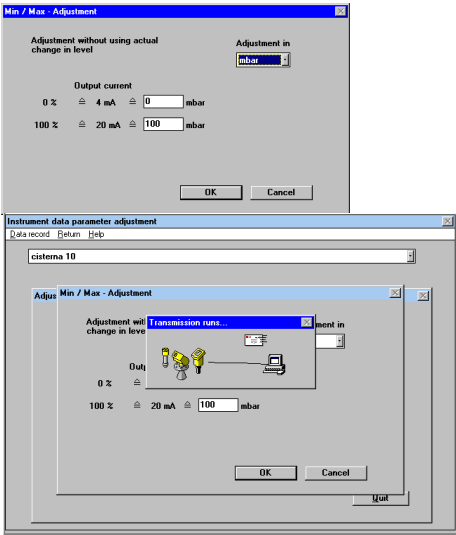 Min / Max - Adjustment
Adjustment without using actual
change in level
Adjustment in
mbar
Output current
0 % ≙ 4 mA ≙ 0 mbar
100 % ≙ 20 mA ≙ 100 mbar
OK Cancel
Instrument data parameter adjustment
Data record Return Help
cisterna 10
Adjus
Min / Max - Adjustment
Adjustment wit
change in leve
Transmission runs...
ment in
Outp
0 % ≙
100 % ≙ 20 mA ≙ 100 mbar
OK Cancel
Quit